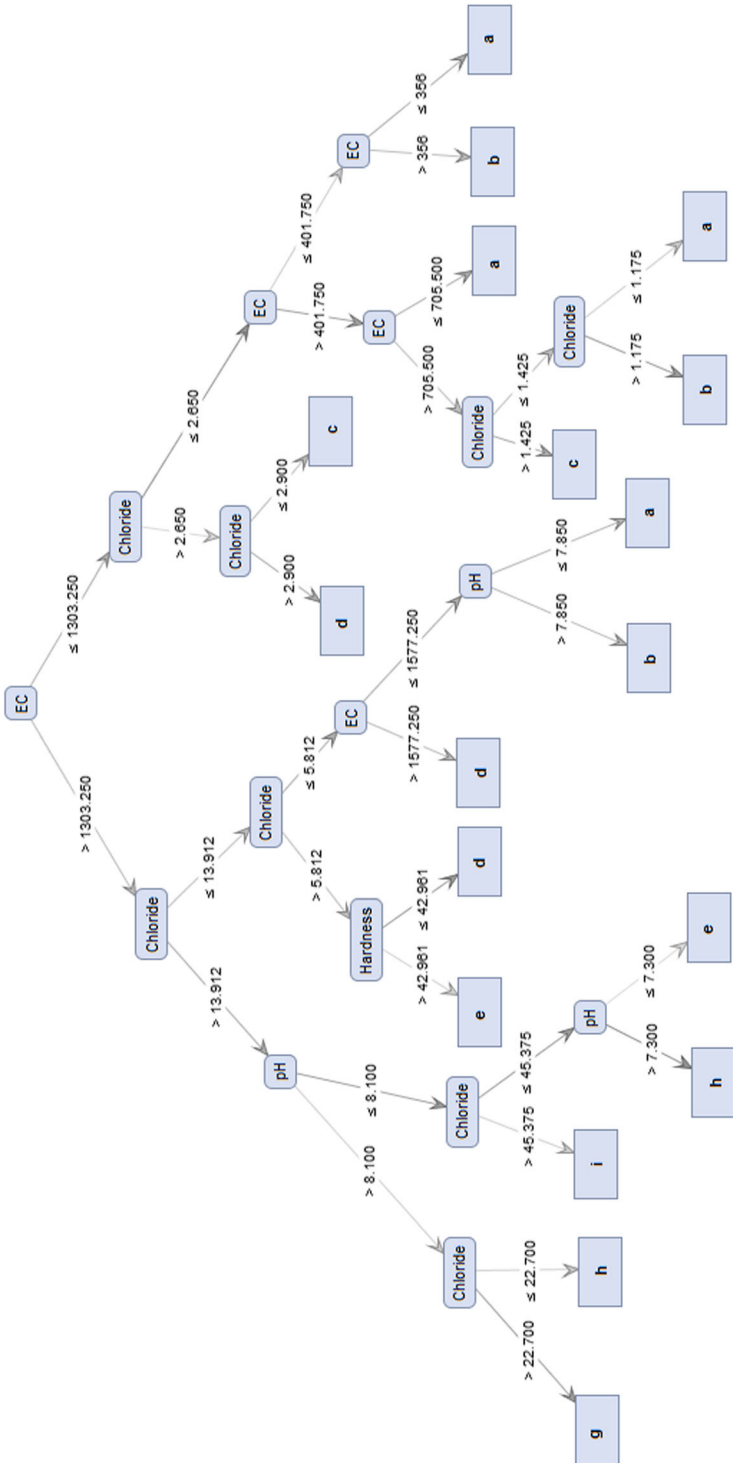 EC
> 1303.250
≤ 1303.250
Chloride
Chloride
> 13.912
≤ 13.912
> 2.650
≤ 2.650
pH
Chloride
Chloride
EC
> 8.100
≤ 8.100
> 5.812
≤ 5.812
> 2.900
≤ 2.900
> 401.750
≤ 401.750
d
c
Hardness
EC
EC
EC
> 42.961
≤ 42.961
> 1577.250
≤ 1577.250
> 705.500
≤ 705.500
> 356
≤ 356
Chloride
Chloride
e
d
d
pH
Chloride
a
b
a
> 22.700
≤ 22.700
> 45.375
≤ 45.375
> 7.850
≤ 7.850
> 1.425
≤ 1.425
g
h
i
pH
b
a
c
Chloride
> 7.300
≤ 7.300
> 1.175
≤ 1.175
h
e
b
a